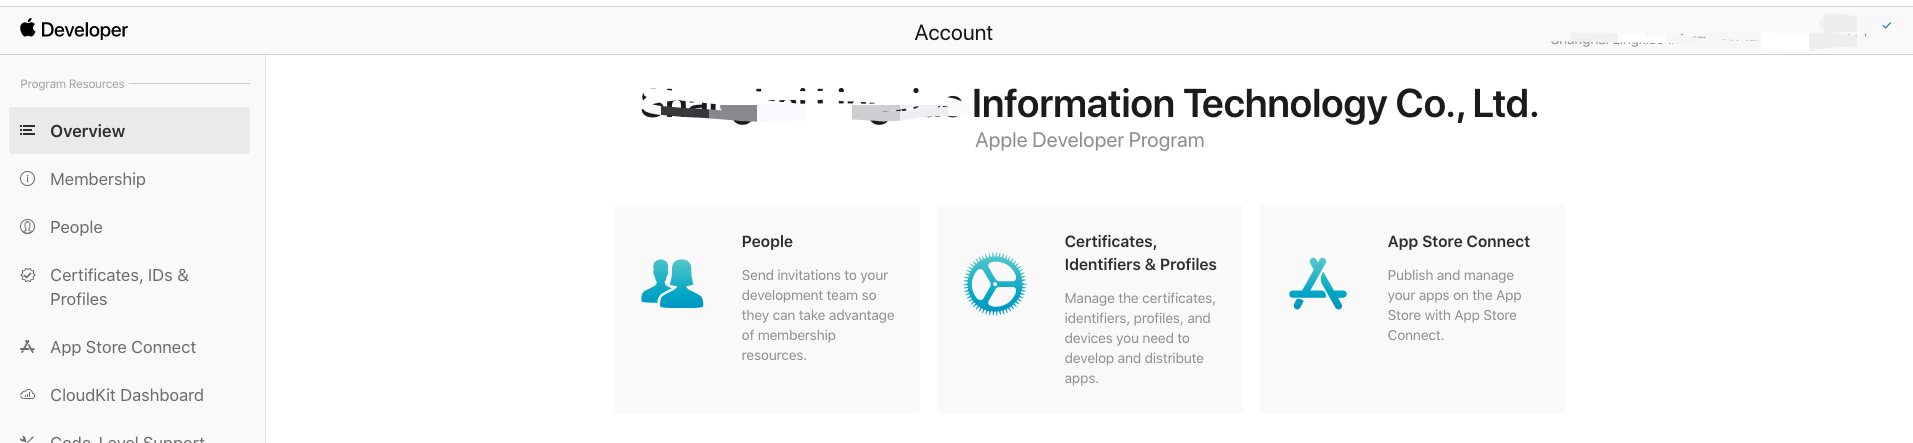 Developer
Account
Program Resources
Overview
Membership
People
Certificates, IDs &
Profiles
App Store Connect
CloudKit Dashboard
Code-Level Support
Information Technology Co., Ltd.
Apple Developer Program
People
Send invitations to your
development team so
they can take advantage
of membership
resources.
Certificates,
Identifiers & Profiles
Manage the certificates,
identifiers, profiles, and
devices you need to
develop and distribute
apps.
App Store Connect
Publish and manage
your apps on the App
Store with App Store
Connect.